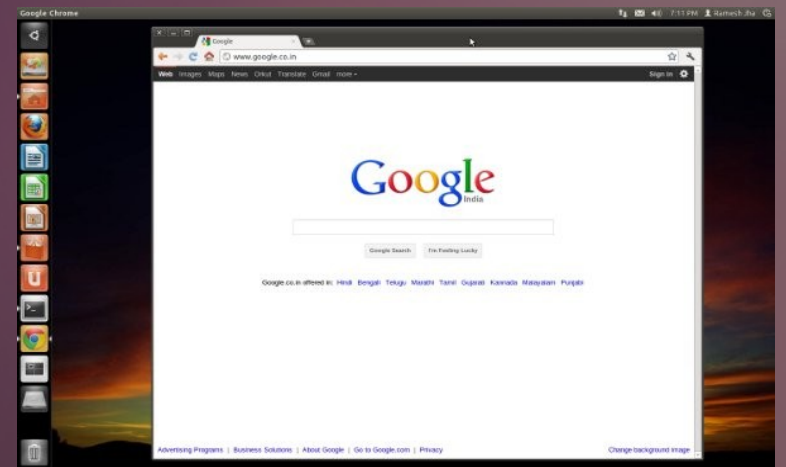 Google Chrome
7:11 PM Ramesh Jha
Google
www.google.co.in
Web Images Maps News Orkut Translate Gmail more
Sign in
Google
India
Google Search I'm Feeling Lucky
Google.co.in offered in: Hindi Bengali Telugu Marathi Tamil Gujarati Kannada Malayalam Punjabi
Advertising Programs | Business Solutions | About Google | Go to Google.com | Privacy
Change background image